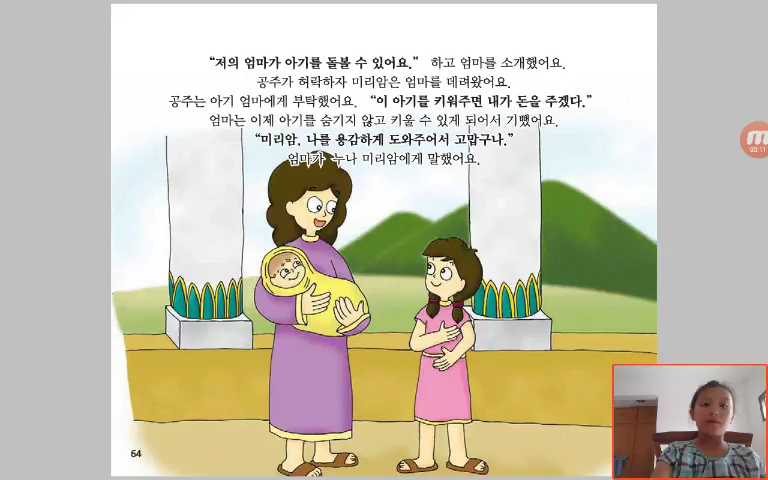 “저의 엄마가 아기를 돌볼 수 있어요.” 하고 엄마를 소개했어요.
공주가 허락하자 미리암은 엄마를 데려왔어요.
공주는 아기 엄마에게 부탁했어요. “이 아기를 키워주면 내가 돈을 주겠다.”
엄마는 이제 아기를 숨기지 않고 키울 수 있게 되어서 기뻤어요.
“미리암, 나를 용감하게 도와주어서 고맙구나.”
엄마가 누나 미리암에게 말했어요.
03:11
64